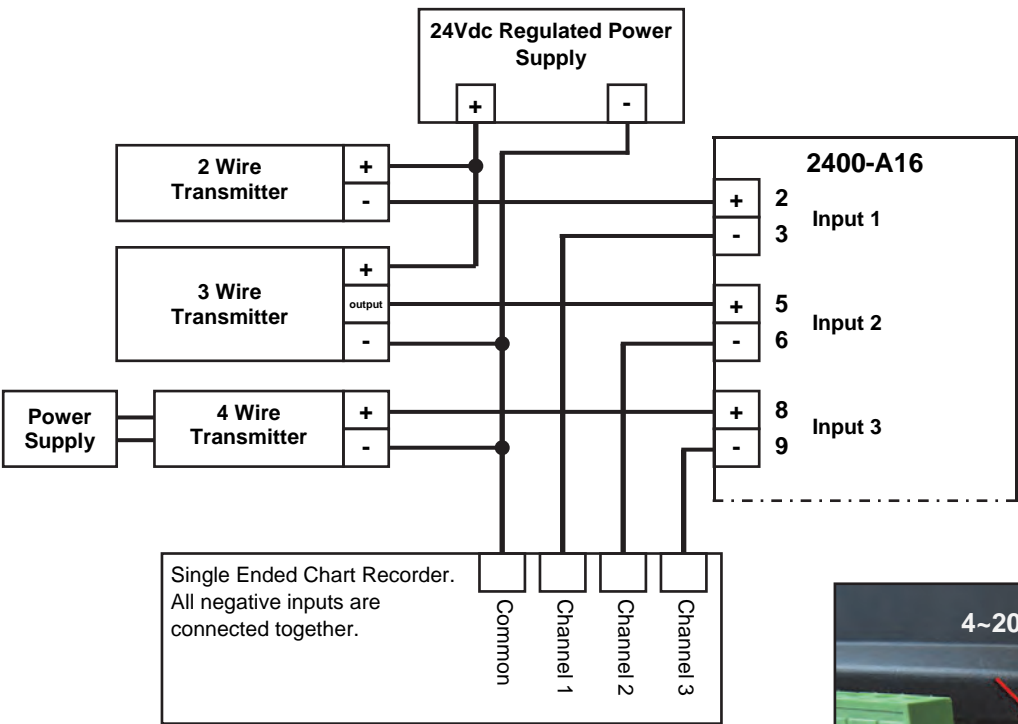 24Vdc Regulated Power
Supply
+
-
2 Wire
Transmitter
+
-
3 Wire
Transmitter
+
output
-
Power
Supply
4 Wire
Transmitter
+
-
2400-A16
+
2
-
3
Input 1
+
5
-
6
Input 2
+
8
-
9
Input 3
Single Ended Chart Recorder.
All negative inputs are
connected together.
Common
Channel 1
Channel 2
Channel 3
4~20